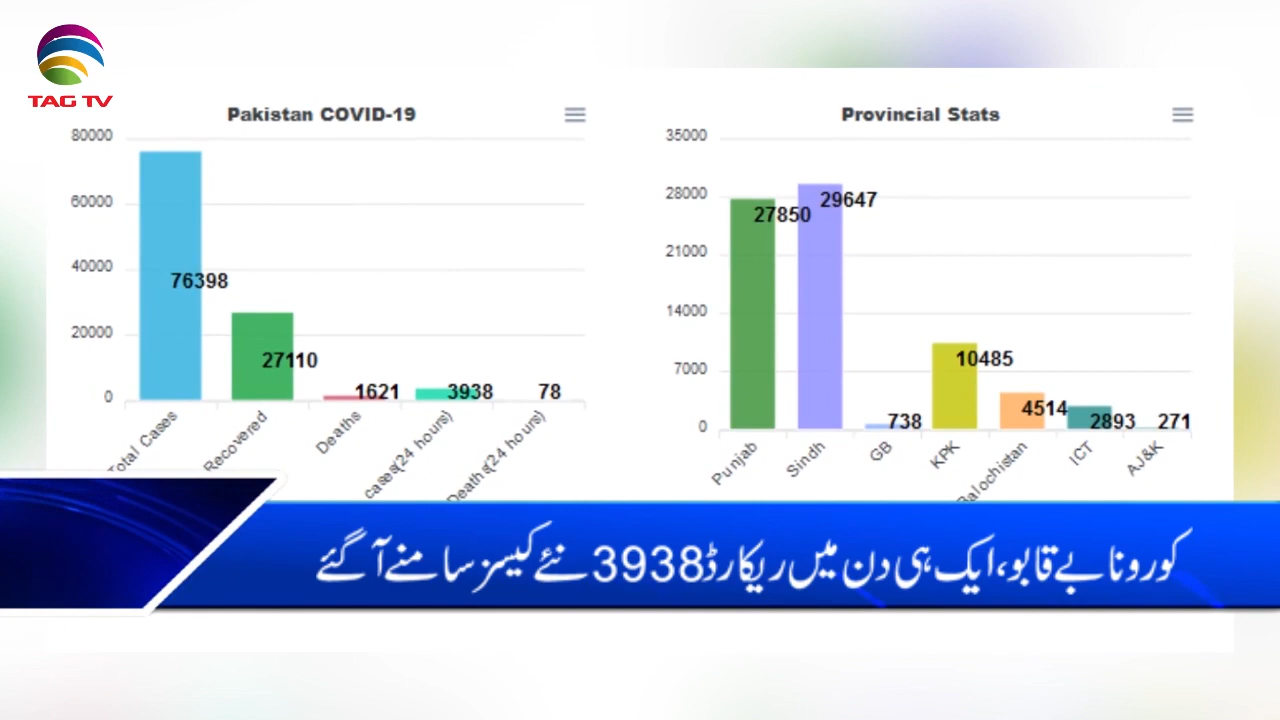 TAG TV
Pakistan COVID-19
80000
60000
40000
20000
0
76398
27110
1621
3938
78
Total Cases
Recovered
Deaths
cases(24 hours)
Deaths(24 hours)
Provincial Stats
35000
28000
21000
14000
7000
0
27850
29647
738
10485
4514
2893
271
Punjab
Sindh
GB
KPK
Balochistan
ICT
AJ&K
کورونا بے قابو، ایک ہی دن میں ریکارڈ 3938 نئے کیسز سامنے آ گئے